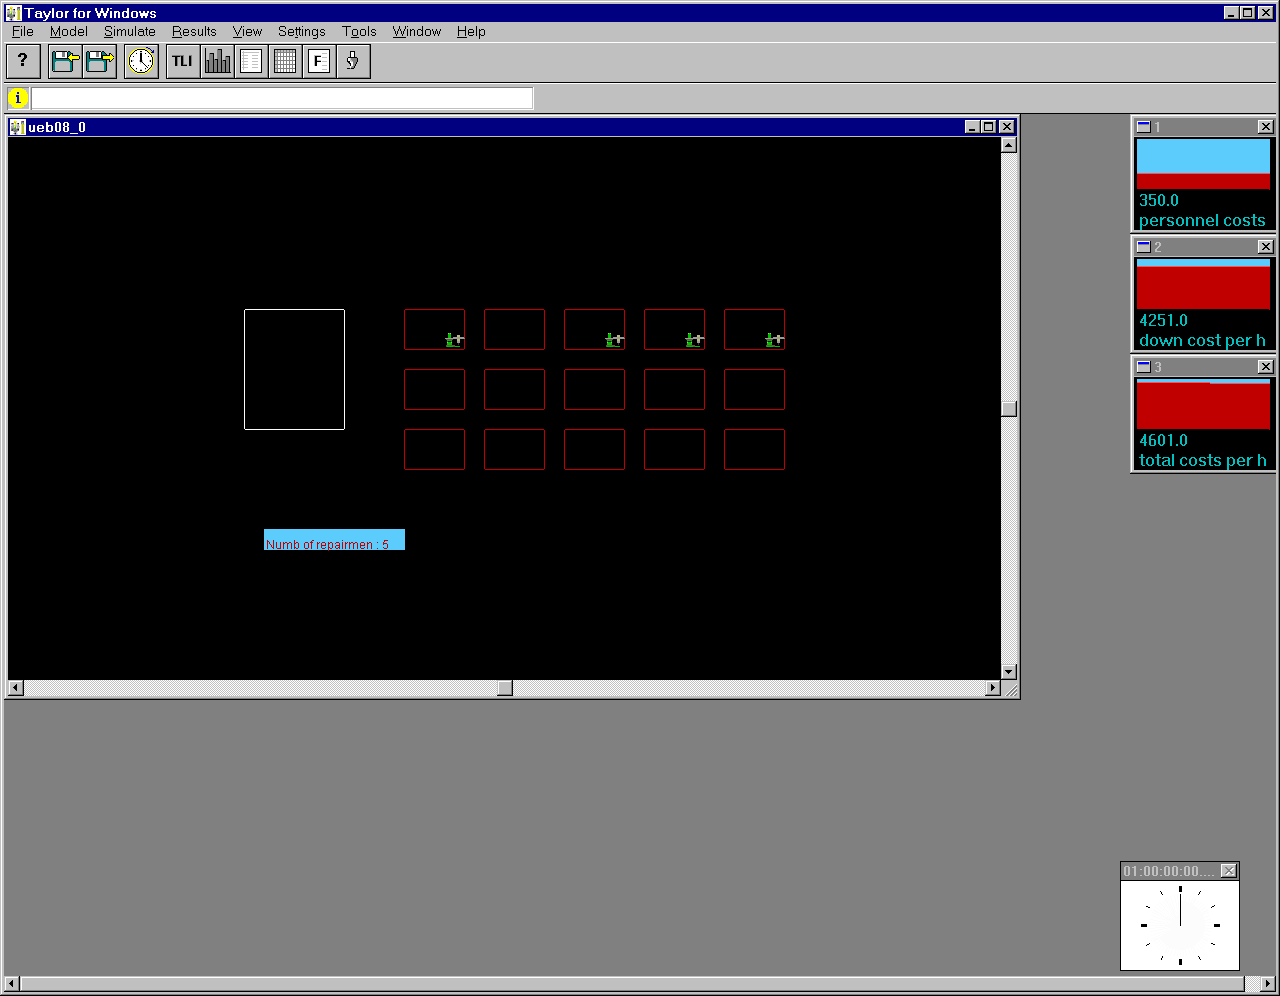 Taylor for Windows
File Model Simulate Results View Settings Tools Window Help
? TLI F
i
ueb08_0
Numb of repairmen : 5
1
350.0
personnel costs
2
4251.0
down cost per h
3
4601.0
total costs per h
01:00:00:00....